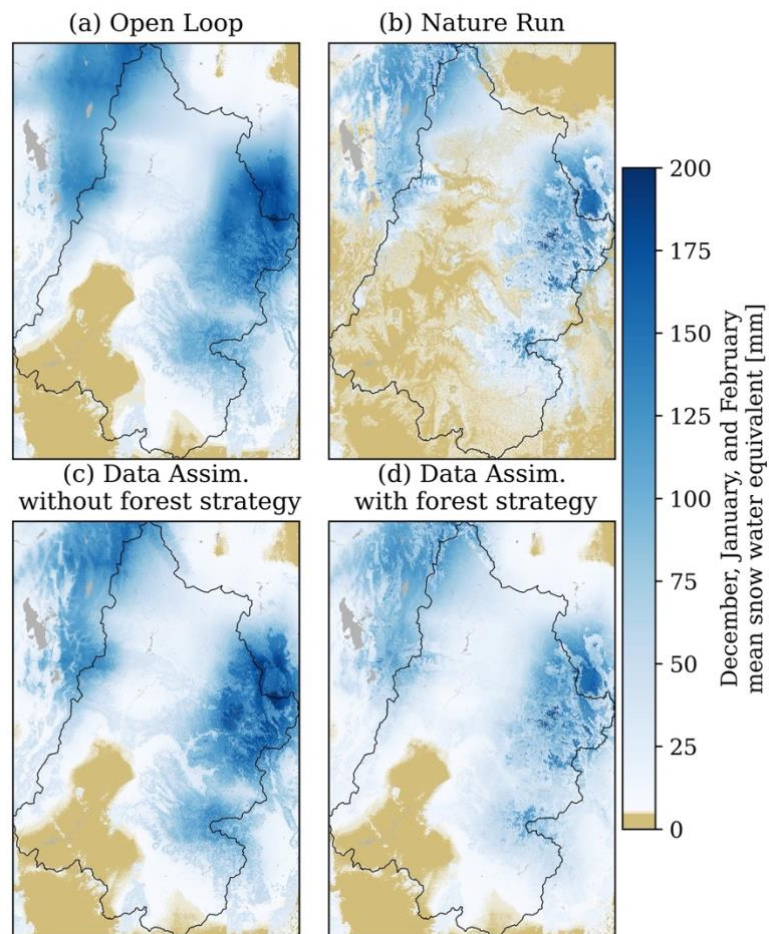 (a) Open Loop
(b) Nature Run
(c) Data Assim.
without forest strategy
(d) Data Assim.
with forest strategy
200
175
150
125
100
75
50
25
0
December, January, and February
mean snow water equivalent [mm]